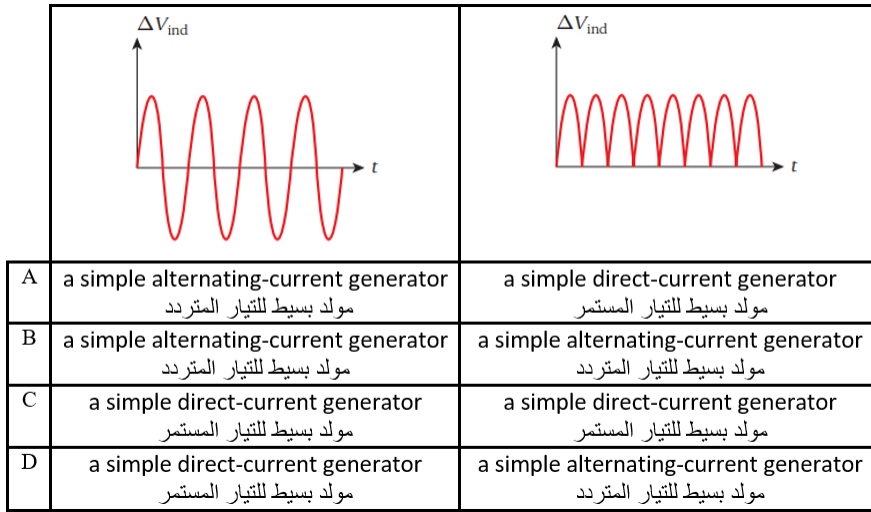 ΔV_ind
t
ΔV_ind
t
A
a simple alternating-current generator
مولد بسيط للتيار المتردد
a simple direct-current generator
مولد بسيط للتيار المستمر
B
a simple alternating-current generator
مولد بسيط للتيار المتردد
a simple alternating-current generator
مولد بسيط للتيار المتردد
C
a simple direct-current generator
مولد بسيط للتيار المستمر
a simple direct-current generator
مولد بسيط للتيار المستمر
D
a simple direct-current generator
مولد بسيط للتيار المستمر
a simple alternating-current generator
مولد بسيط للتيار المتردد